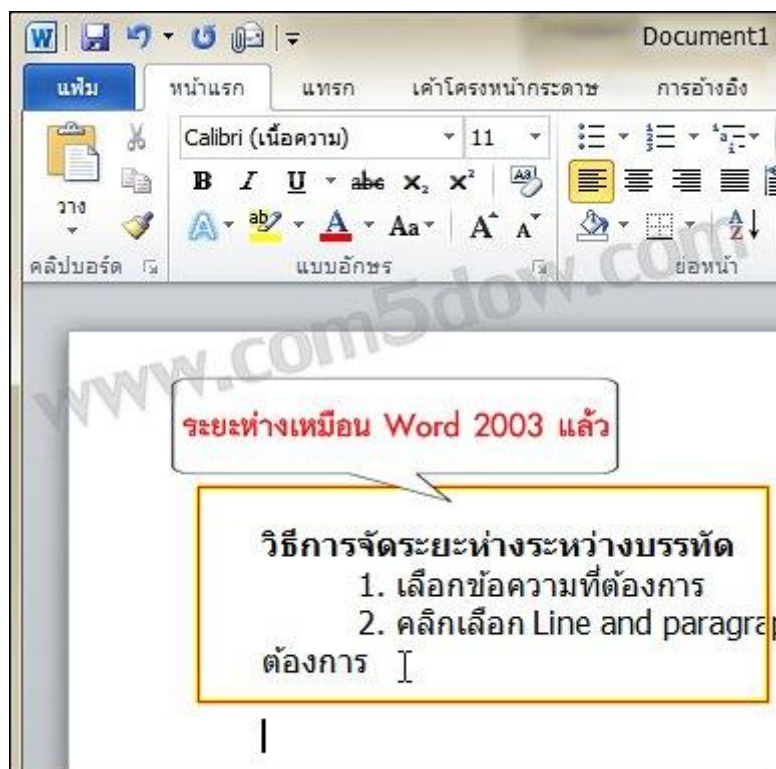 Document1
แฟ้ม หน้าแรก แทรก เค้าโครงหน้ากระดาษ การอ้างอิง
วาง
Calibri (เนื้อความ) 11
B I U abc X₂ X²
A ab A Aa A A
คลิปบอร์ด แบบอักษร ย่อหน้า
www.com5dow.com
ระยะห่างเหมือน Word 2003 แล้ว
วิธีการจัดระยะห่างระหว่างบรรทัด
1. เลือกข้อความที่ต้องการ
2. คลิกเลือก Line and paragrap
ต้องการ